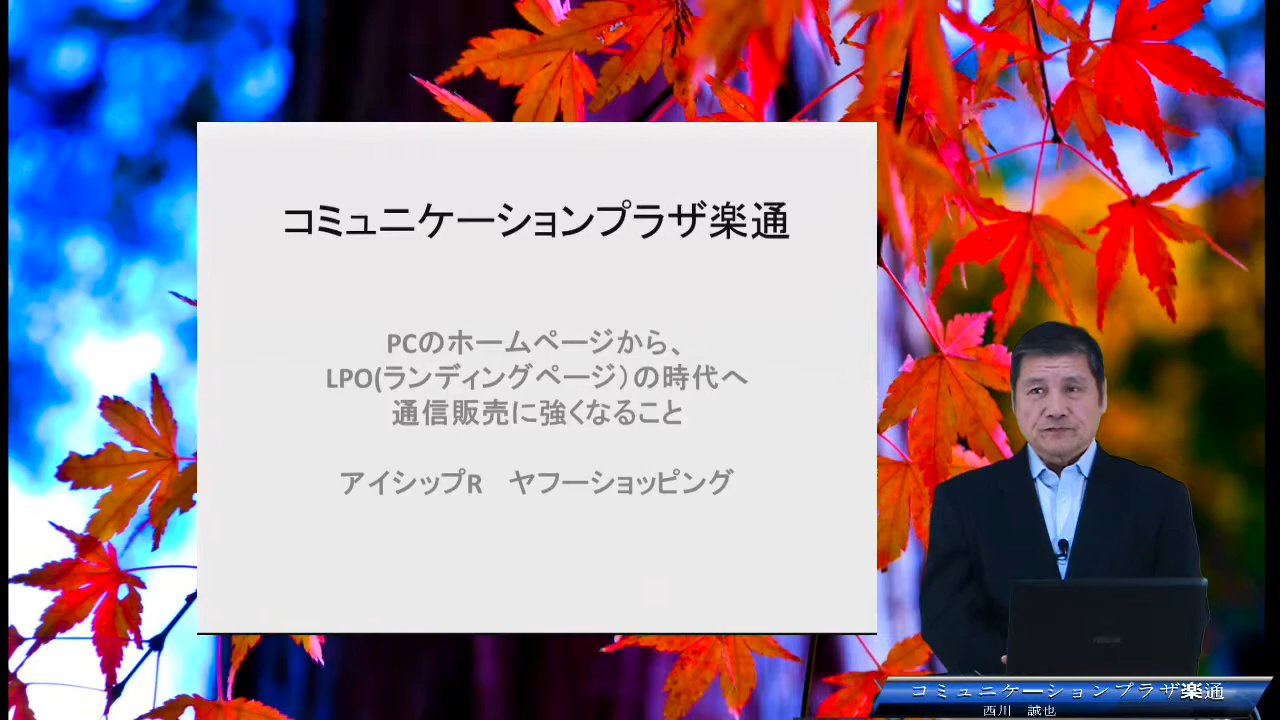 コミュニケーションプラザ楽通
PCのホームページから、
LPO(ランディングページ）の時代へ
通信販売に強くなること
アイシップR　ヤフーショッピング
コミュニケーションプラザ楽通
西川　誠也